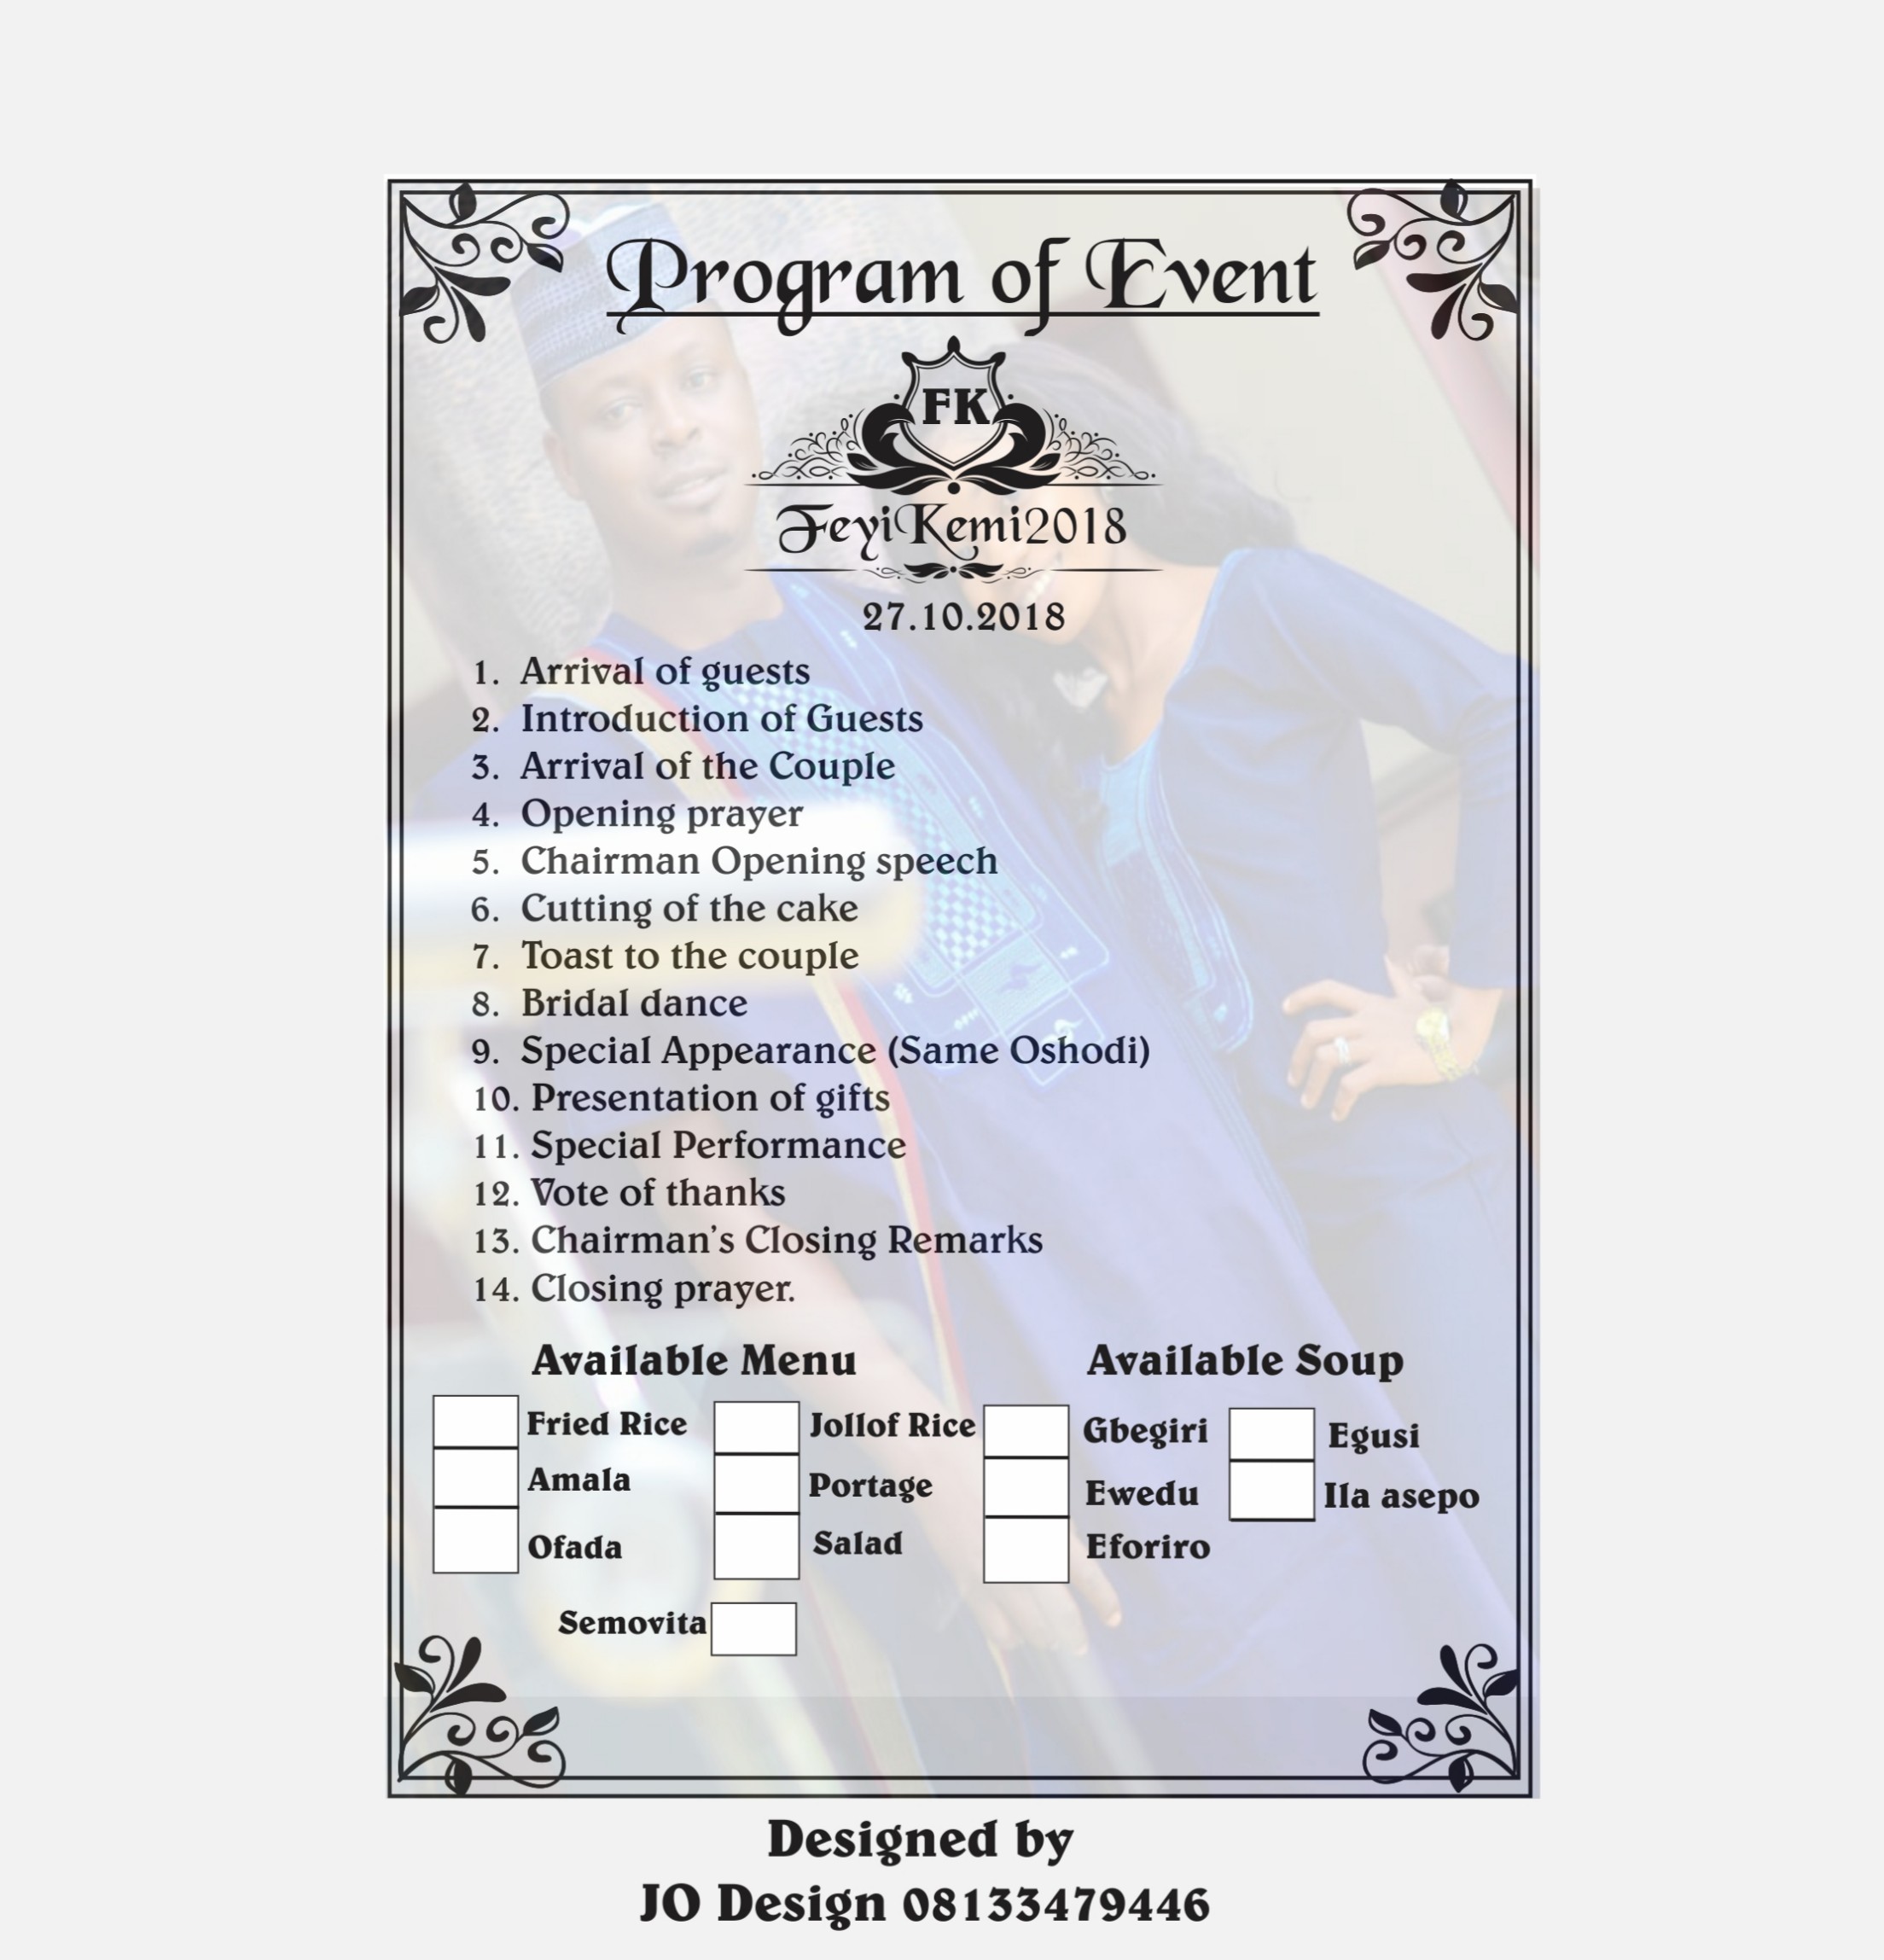 Program of Event
FK
FeyiKemi2018
27.10.2018
1. Arrival of guests
2. Introduction of Guests
3. Arrival of the Couple
4. Opening prayer
5. Chairman Opening speech
6. Cutting of the cake
7. Toast to the couple
8. Bridal dance
9. Special Appearance (Same Oshodi)
10. Presentation of gifts
11. Special Performance
12. Vote of thanks
13. Chairman’s Closing Remarks
14. Closing prayer.
Available Menu
Fried Rice
Jollof Rice
Amala
Portage
Ofada
Salad
Semovita
Available Soup
Gbegiri
Egusi
Ewedu
Ila asepo
Eforiro
Designed by
JO Design 08133479446